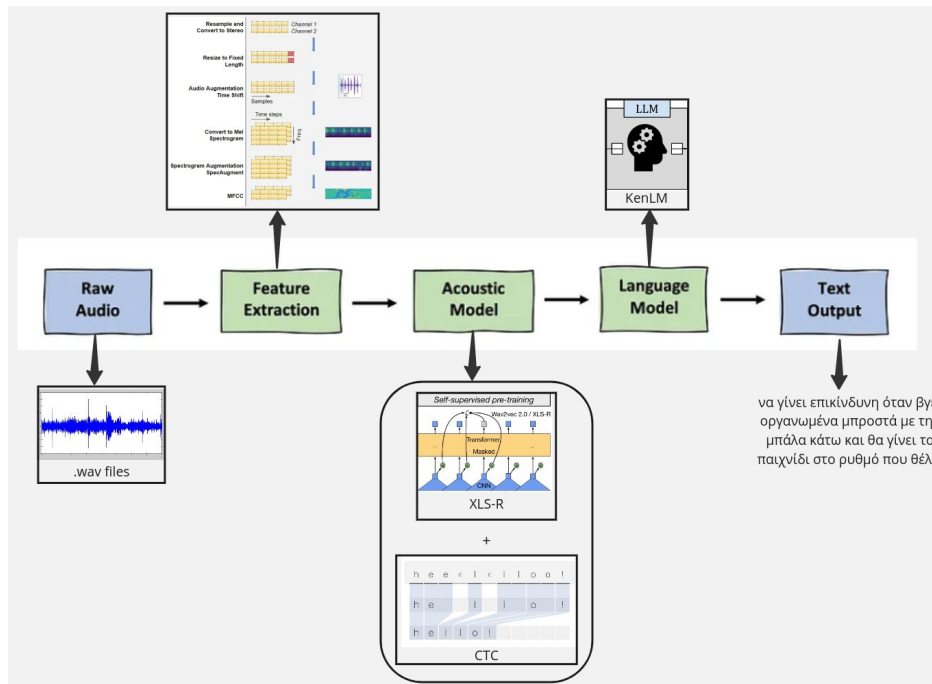 Resample and
Convert to Stereo
Channel 1
Channel 2
Resize to Fixed
Length
Audio Augmentation
Time Shift
Samples
Time steps
Convert to Mel
Spectrogram
Freq
Spectrogram Augmentation
SpecAugment
MFCC
LLM
KenLM
Raw
Audio
Feature
Extraction
Acoustic
Model
Language
Model
Text
Output
.wav files
Self-supervised pre-training
Wav2vec 2.0 / XLS-R
Transformer
Masked
CNN
XLS-R
+
h e e ϵ l ϵ l l o o !
h e l l o !
h e l l o !
CTC
να γίνει επικίνδυνη όταν βγε
οργανωμένα μπροστά με τη
μπάλα κάτω και θα γίνει το
παιχνίδι στο ρυθμό που θέλ